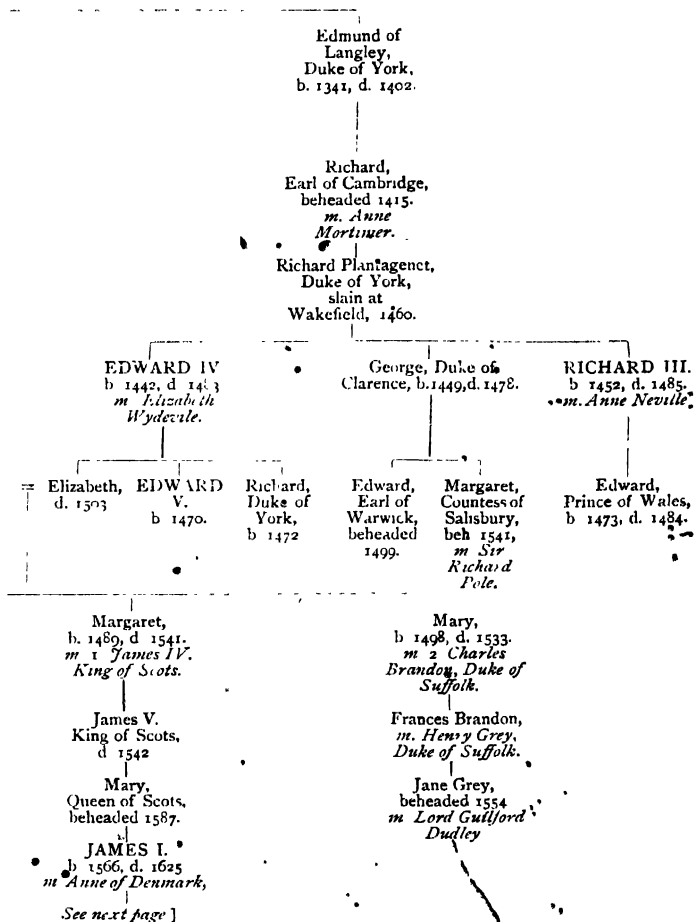 Edmund of
Langley,
Duke of York,
b. 1341, d. 1402.
Richard,
Earl of Cambridge,
beheaded 1415.
m. Anne
Mortimer.
Richard Plantagenet,
Duke of York,
slain at
Wakefield, 1460.
EDWARD IV
b 1442, d 1483
m Elizabeth
Wydevile.
George, Duke of
Clarence, b. 1449, d. 1478.
RICHARD III.
b 1452, d. 1485.
m. Anne Neville,
= Elizabeth,
d. 1503
EDWARD
V.
b 1470.
Richard,
Duke of
York,
b 1472
Edward,
Earl of
Warwick,
beheaded
1499.
Margaret,
Countess of
Salisbury,
beh 1541,
m Sir
Richard
Pole.
Edward,
Prince of Wales,
b 1473, d. 1484.
Margaret,
b. 1489, d 1541.
m 1 James IV.
King of Scots.
Mary,
b 1498, d. 1533.
m 2 Charles
Brandon, Duke of
Suffolk.
James V.
King of Scots,
d 1542
Frances Brandon,
m. Henry Grey,
Duke of Suffolk.
Mary,
Queen of Scots,
beheaded 1587.
Jane Grey,
beheaded 1554
m Lord Guilford
Dudley
JAMES I.
b 1566, d. 1625
m Anne of Denmark,
See next page ]